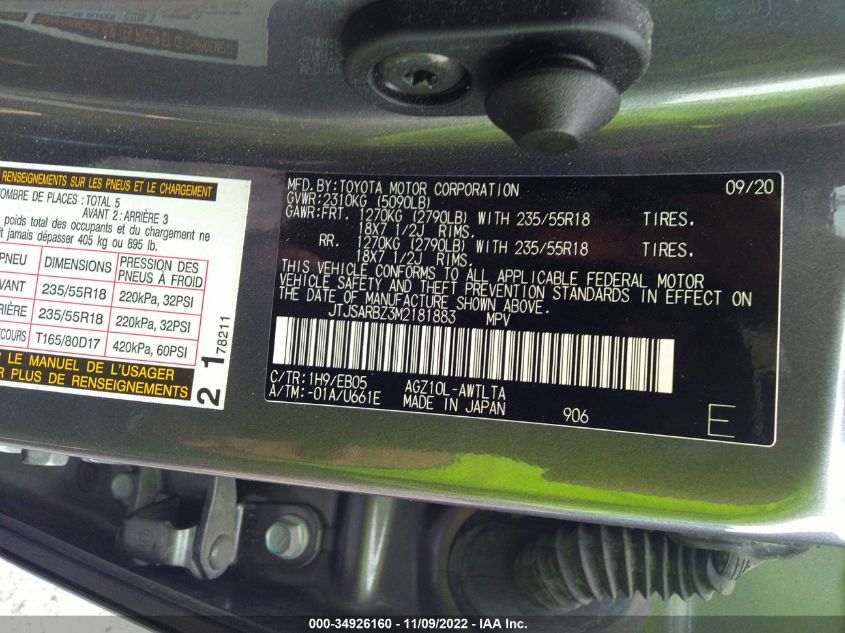 RENSEIGNEMENTS SUR LES PNEUS ET LE CHARGEMENT
NOMBRE DE PLACES : TOTAL 5
AVANT 2 : ARRIÈRE 3
poids total des occupants et du chargement ne
jamais dépasser 405 kg ou 895 lb.
PNEU DIMENSIONS PRESSION DES PNEUS À FROID
AVANT 235/55R18 220kPa, 32PSI
235/55R18 220kPa, 32PSI
T165/80D17 420kPa, 60PSI
LE MANUEL DE L'USAGER
PLUS DE RENSEIGNEMENTS
2 1 78211
MFD.BY:TOYOTA MOTOR CORPORATION 09/20
GVWR:2310KG (5090LB)
GAWR:FRT. 1270KG (2790LB) WITH 235/55R18 TIRES.
18X7 1/2J RIMS.
RR. 1270KG (2790LB) WITH 235/55R18 TIRES.
18X7 1/2J RIMS.
THIS VEHICLE CONFORMS TO ALL APPLICABLE FEDERAL MOTOR
VEHICLE SAFETY AND THEFT PREVENTION STANDARDS IN EFFECT ON
THE DATE OF MANUFACTURE SHOWN ABOVE.
JTJSARBZ3M2181883 MPV
C/TR:1H9/EB05 AGZ10L-AWTLTA
A/TM:-01A/U661E MADE IN JAPAN 906 E
000-34926160 - 11/09/2022 - IAA Inc.